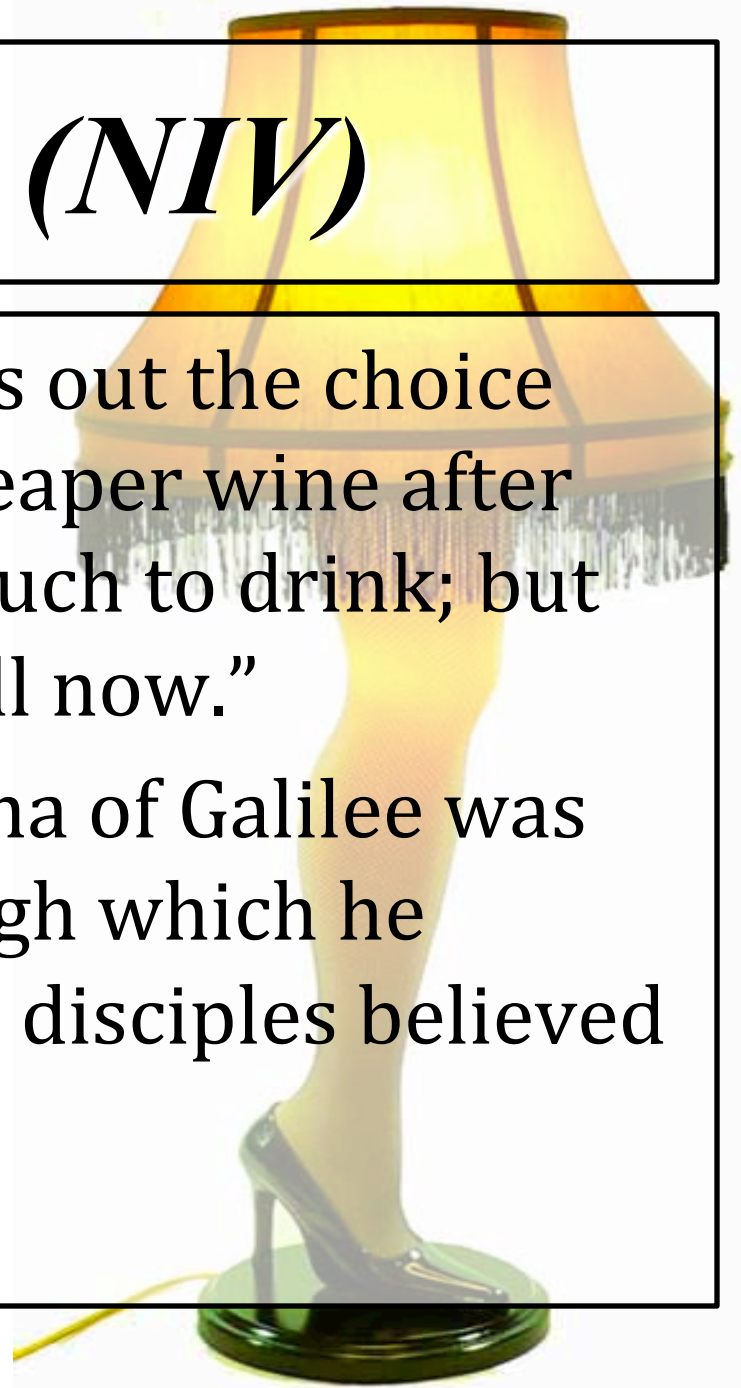 (NIV)
s out the choice
eaper wine after
uch to drink; but
ll now.”
na of Galilee was
gh which he
disciples believed